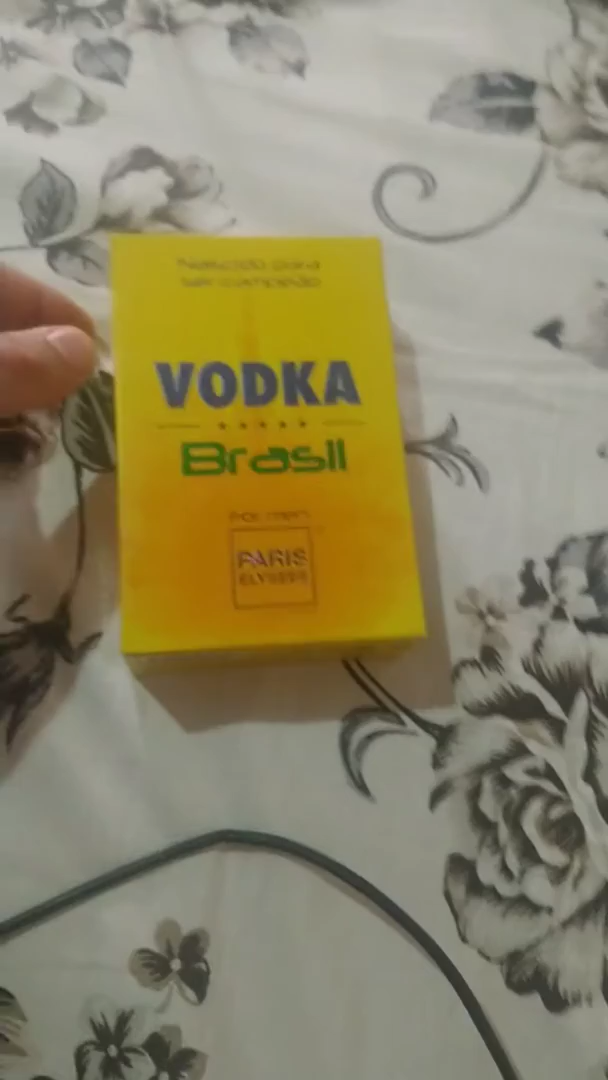 Nascido para
ser campeão
VODKA
Brasil
For men
PARIS
ELYSEES